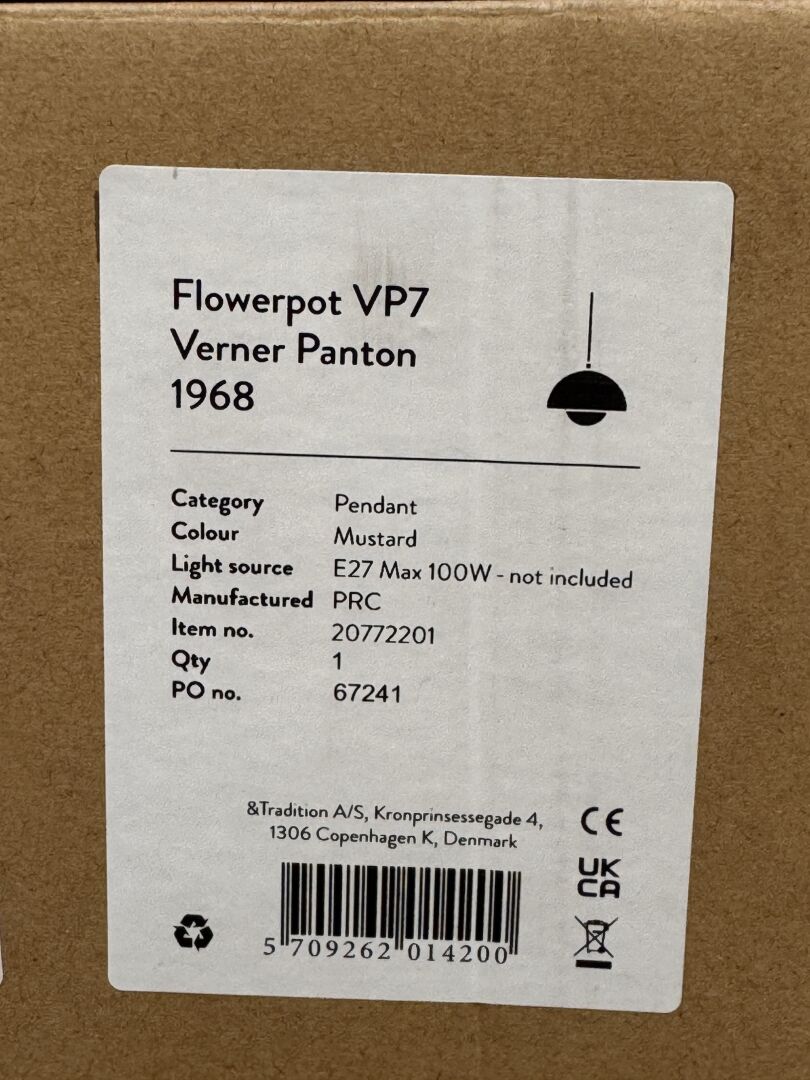 Flowerpot VP7
Verner Panton
1968
Category Pendant
Colour Mustard
Light source E27 Max 100W - not included
Manufactured PRC
Item no. 20772201
Qty 1
PO no. 67241
&Tradition A/S, Kronprinsessegade 4,
1306 Copenhagen K, Denmark
CE
UK
CA
5 709262 014200